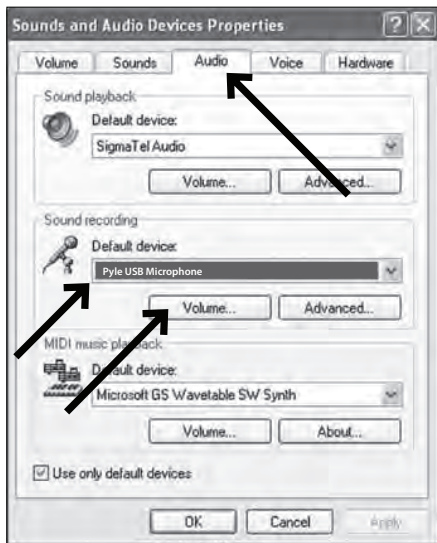 Sounds and Audio Devices Properties
Volume Sounds Audio Voice Hardware
Sound playback
Default device:
SigmaTel Audio
Volume... Advanced...
Sound recording
Default device:
Pyle USB Microphone
Volume... Advanced...
MIDI music playback
Default device:
Microsoft GS Wavetable SW Synth
Volume... About...
Use only default devices
OK Cancel Apply